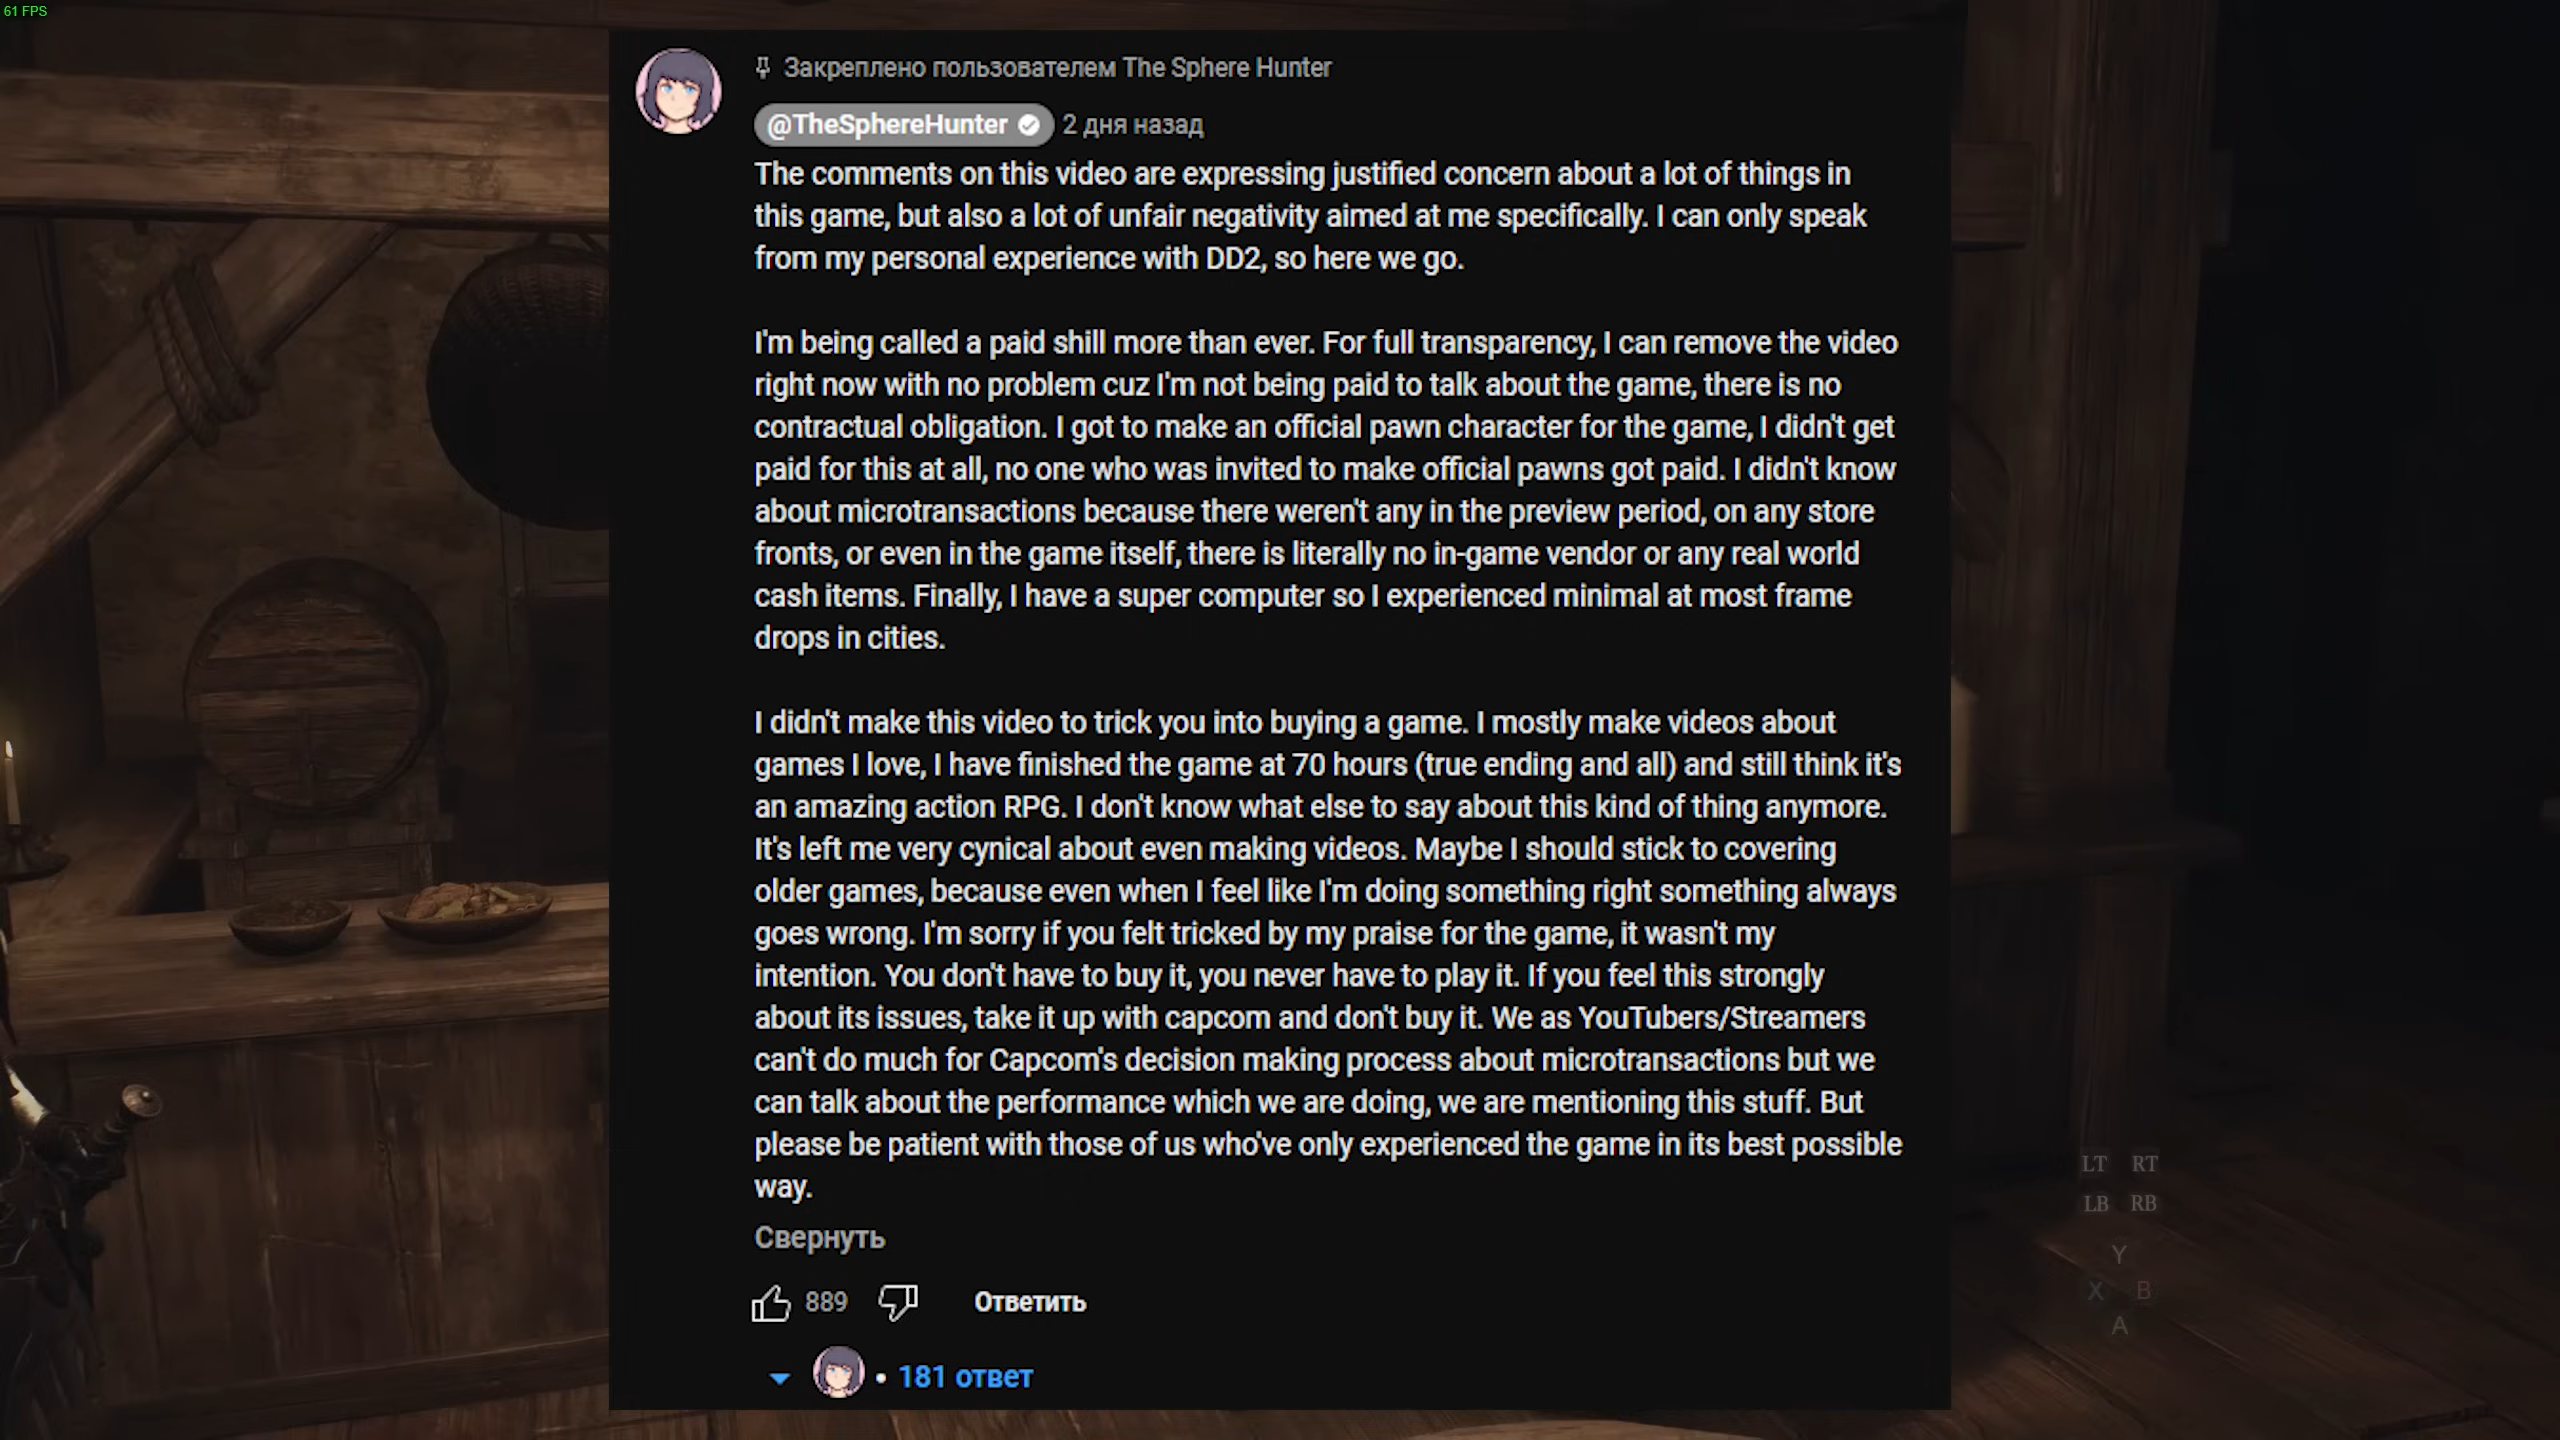 61 FPS
Закреплено пользователем The Sphere Hunter
@TheSphereHunter 2 дня назад
The comments on this video are expressing justified concern about a lot of things in
this game, but also a lot of unfair negativity aimed at me specifically. I can only speak
from my personal experience with DD2, so here we go.
I'm being called a paid shill more than ever. For full transparency, I can remove the video
right now with no problem cuz I'm not being paid to talk about the game, there is no
contractual obligation. I got to make an official pawn character for the game, I didn't get
paid for this at all, no one who was invited to make official pawns got paid. I didn't know
about microtransactions because there weren't any in the preview period, on any store
fronts, or even in the game itself, there is literally no in-game vendor or any real world
cash items. Finally, I have a super computer so I experienced minimal at most frame
drops in cities.
I didn't make this video to trick you into buying a game. I mostly make videos about
games I love, I have finished the game at 70 hours (true ending and all) and still think it's
an amazing action RPG. I don't know what else to say about this kind of thing anymore.
It's left me very cynical about even making videos. Maybe I should stick to covering
older games, because even when I feel like I'm doing something right something always
goes wrong. I'm sorry if you felt tricked by my praise for the game, it wasn't my
intention. You don't have to buy it, you never have to play it. If you feel this strongly
about its issues, take it up with capcom and don't buy it. We as YouTubers/Streamers
can't do much for Capcom's decision making process about microtransactions but we
can talk about the performance which we are doing, we are mentioning this stuff. But
please be patient with those of us who've only experienced the game in its best possible
way.
Свернуть
889 Ответить
• 181 ответ
LT RT
LB RB
Y
X B
A